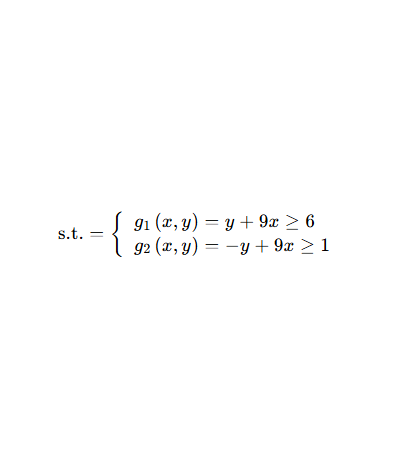 s.t. = { g₁ (x, y) = y + 9x ≥ 6
g₂ (x, y) = −y + 9x ≥ 1